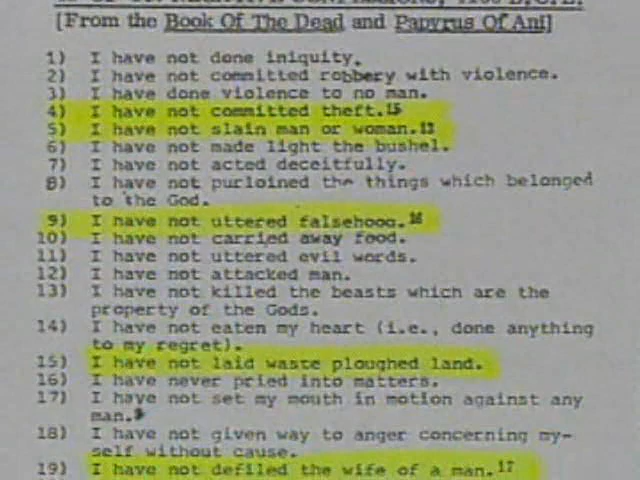 [From the Book Of The Dead and Papyrus Of Ani]
1) I have not done iniquity.
2) I have not committed robbery with violence.
3) I have done violence to no man.
4) I have not committed theft.15
5) I have not slain man or woman.13
6) I have not made light the bushel.
7) I have not acted deceitfully.
8) I have not purloined the things which belonged
to the God.
9) I have not uttered falsehood.16
10) I have not carried away food.
11) I have not uttered evil words.
12) I have not attacked man.
13) I have not killed the beasts which are the
property of the Gods.
14) I have not eaten my heart (i.e., done anything
to my regret).
15) I have not laid waste ploughed land.
16) I have never pried into matters.
17) I have not set my mouth in motion against any
man.
18) I have not given way to anger concerning my-
self without cause.
19) I have not defiled the wife of a man.17